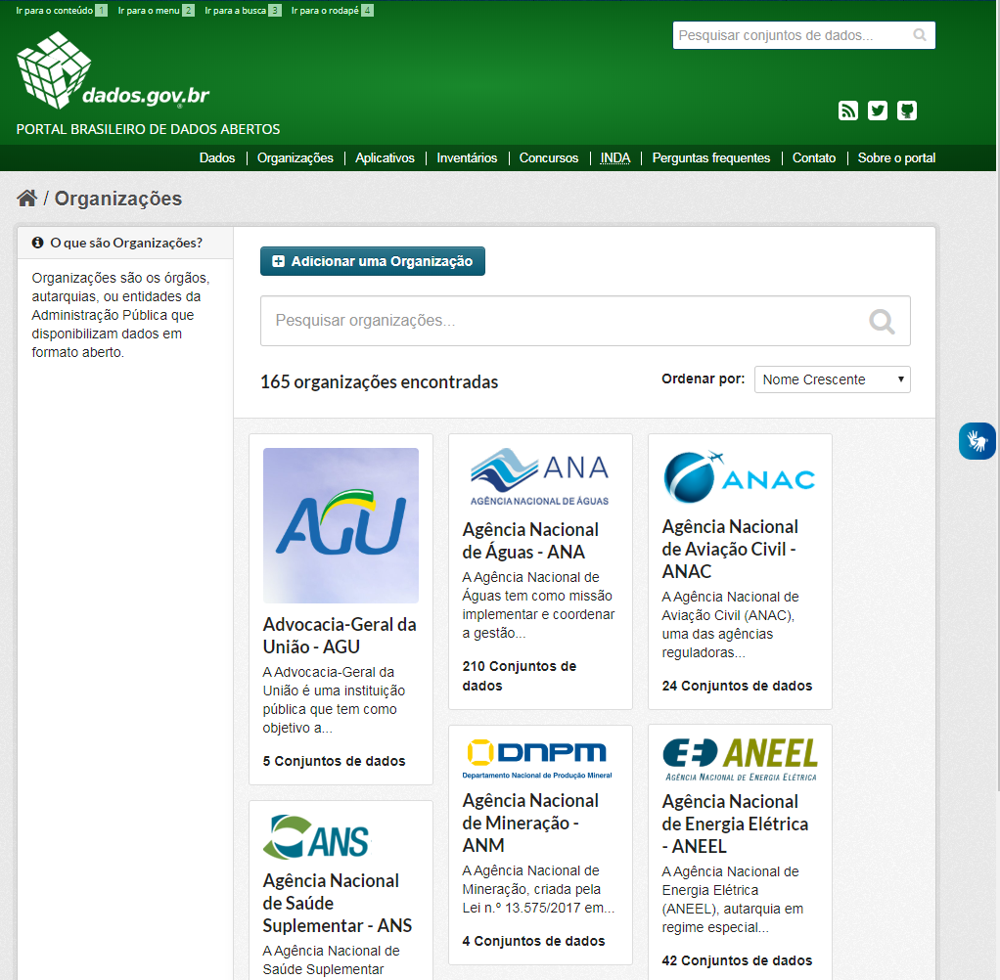 Ir para o conteúdo 1 Ir para o menu 2 Ir para a busca 3 Ir para o rodapé 4
Pesquisar conjuntos de dados...
dados.gov.br
PORTAL BRASILEIRO DE DADOS ABERTOS
Dados
Organizações
Aplicativos
Inventários
Concursos
INDA
Perguntas frequentes
Contato
Sobre o portal
/ Organizações
O que são Organizações?
Organizações são os órgãos,
autarquias, ou entidades da
Administração Pública que
disponibilizam dados em
formato aberto.
Adicionar uma Organização
Pesquisar organizações...
165 organizações encontradas
Ordenar por:
Nome Crescente
AGU
Advocacia-Geral da
União - AGU
A Advocacia-Geral da
União é uma instituição
pública que tem como
objetivo a...
5 Conjuntos de dados
ANA
AGÊNCIA NACIONAL DE ÁGUAS
Agência Nacional
de Águas - ANA
A Agência Nacional de
Águas tem como missão
implementar e coordenar
a gestão...
210 Conjuntos de
dados
ANAC
Agência Nacional
de Aviação Civil -
ANAC
A Agência Nacional de
Aviação Civil (ANAC),
uma das agências
reguladoras...
24 Conjuntos de dados
ANS
Agência Nacional
de Saúde
Suplementar - ANS
A Agência Nacional de
Saúde Suplementar
DNPM
Departamento Nacional de Produção Mineral
Agência Nacional
de Mineração -
ANM
A Agência Nacional de
Mineração, criada pela
Lei n.º 13.575/2017 em...
4 Conjuntos de dados
ANEEL
AGÊNCIA NACIONAL DE ENERGIA ELÉTRICA
Agência Nacional
de Energia Elétrica
- ANEEL
A Agência Nacional de
Energia Elétrica
(ANEEL), autarquia em
regime especial...
42 Conjuntos de dados